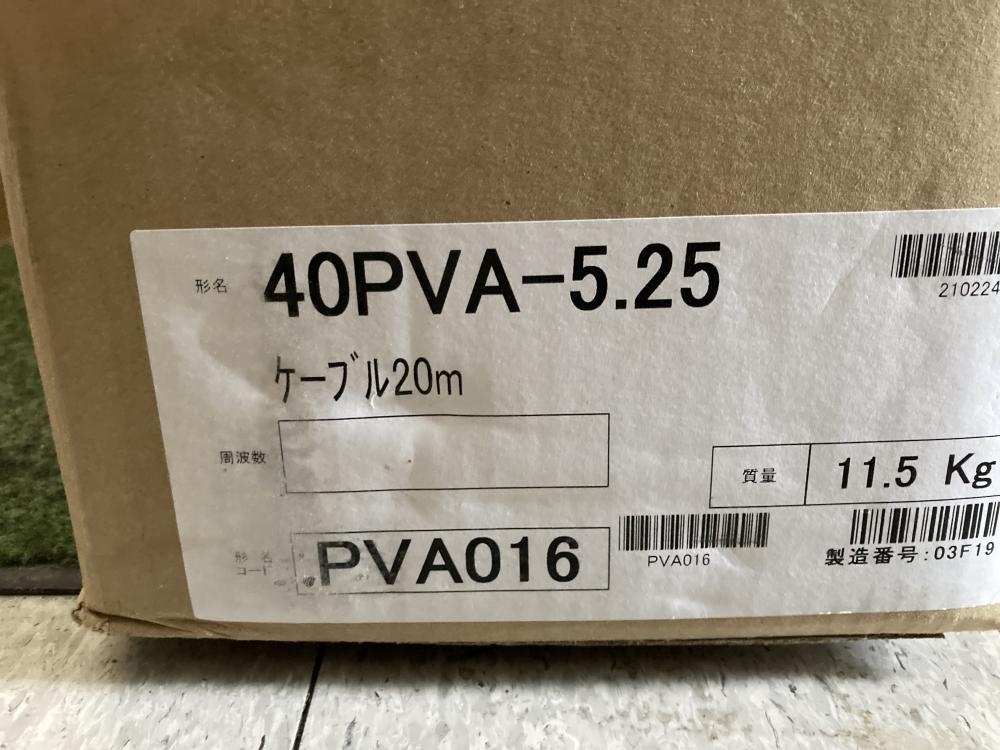 形名 40PVA-5.25
210224
ケーブル20m
周波数
質量 11.5 Kg
形名コード PVA016
PVA016
製造番号:03F19